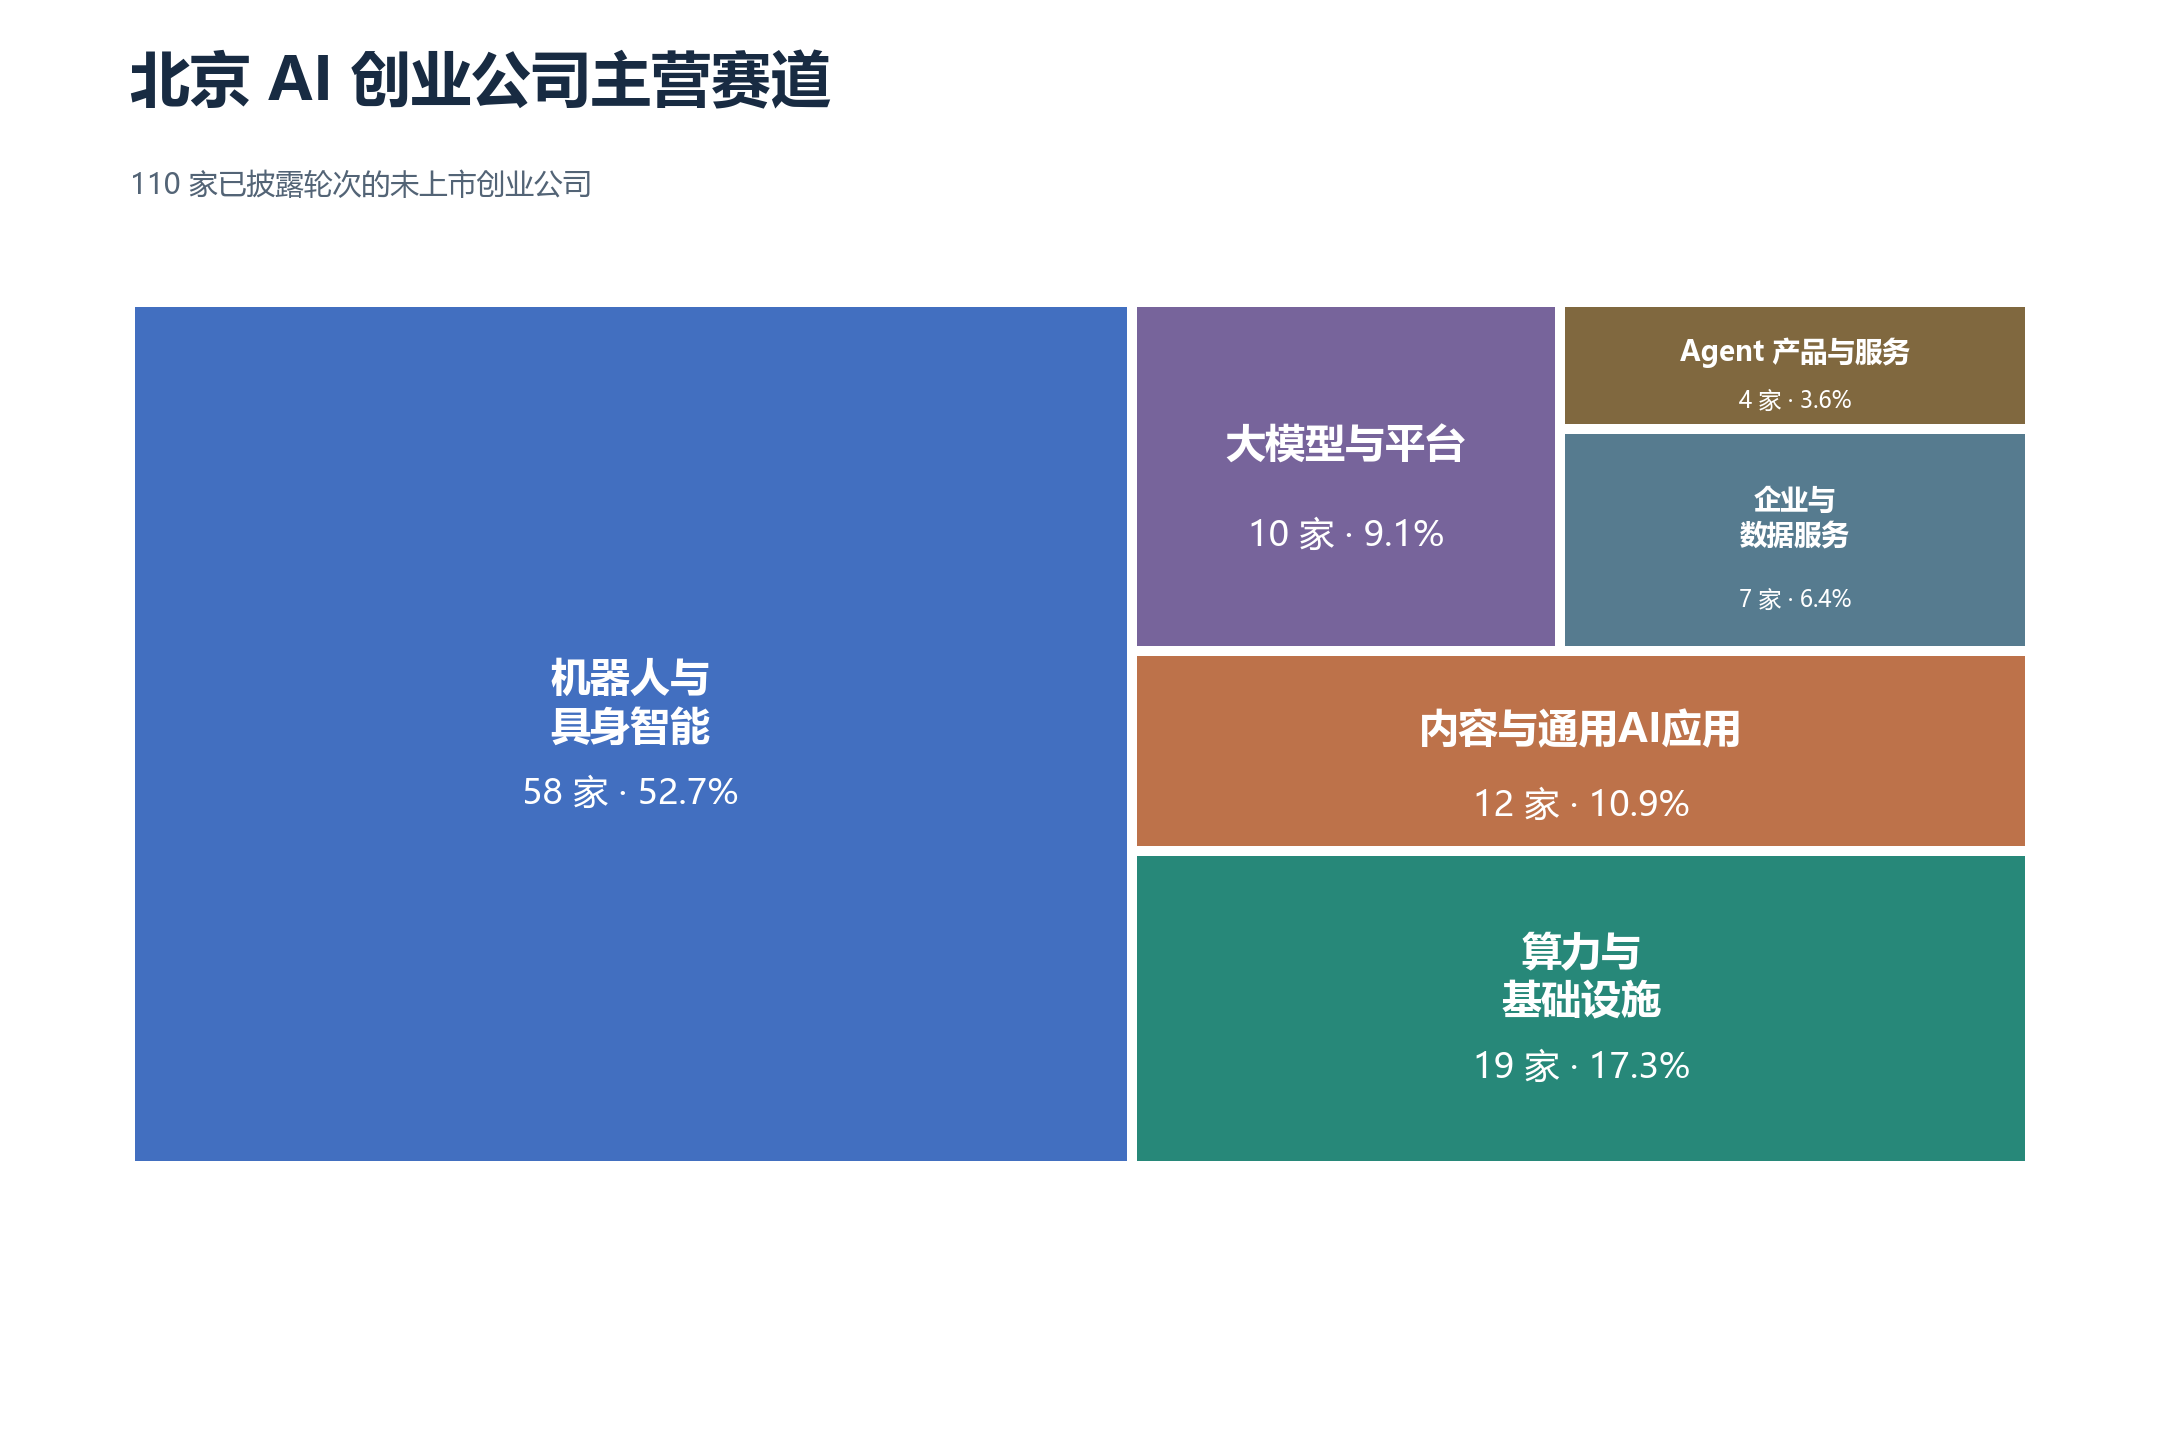 北京 AI 创业公司主营赛道
110 家已披露轮次的未上市创业公司
机器人与
具身智能
58 家 · 52.7%
大模型与平台
10 家 · 9.1%
Agent 产品与服务
4 家 · 3.6%
企业与
数据服务
7 家 · 6.4%
内容与通用AI应用
12 家 · 10.9%
算力与
基础设施
19 家 · 17.3%